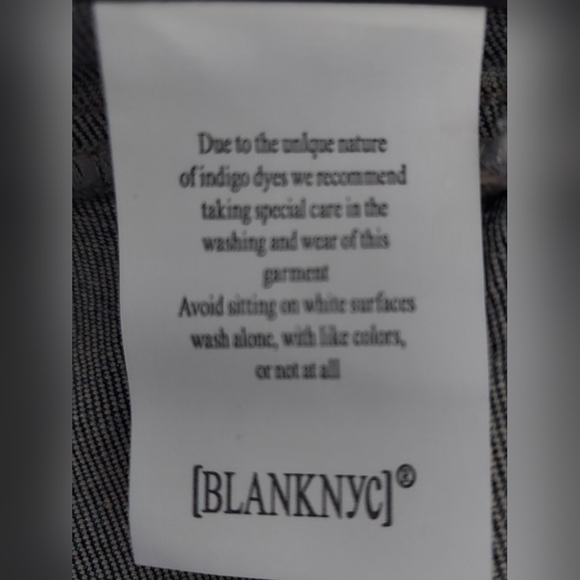 Due to the unique nature
of indigo dyes we recommend
taking special care in the
washing and wear of this
garment
Avoid sitting on white surfaces
wash alone, with like colors,
or not at all
[BLANKNYC]®